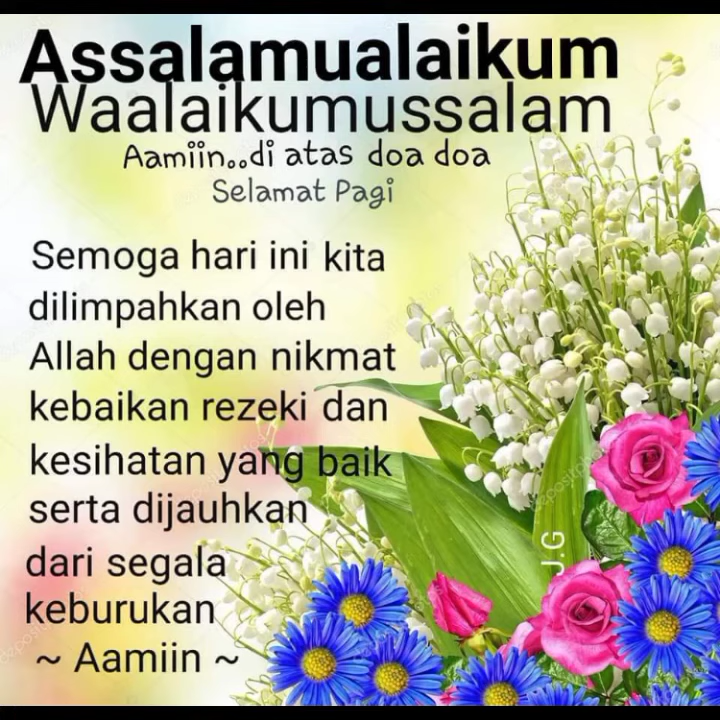 Assalamualaikum
Waalaikumussalam
Aamiin..di atas doa doa
Selamat Pagi
Semoga hari ini kita
dilimpahkan oleh
Allah dengan nikmat
kebaikan rezeki dan
kesihatan yang baik
serta dijauhkan
dari segala
keburukan
~ Aamiin ~
J.G